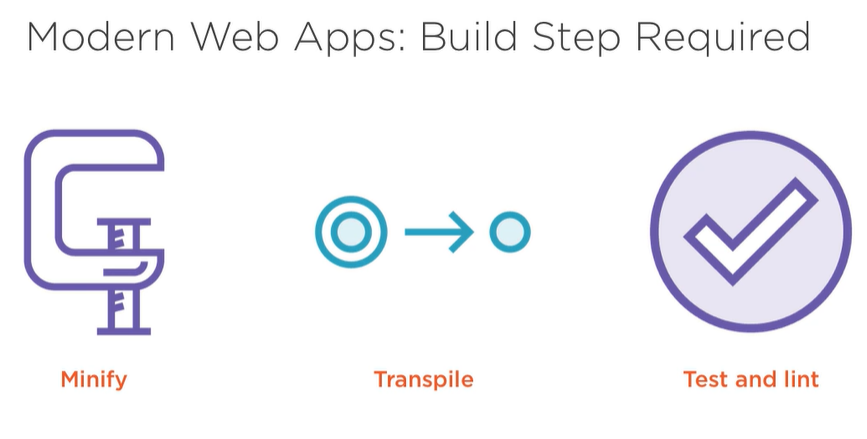 Modern Web Apps: Build Step Required
Minify
Transpile
Test and lint